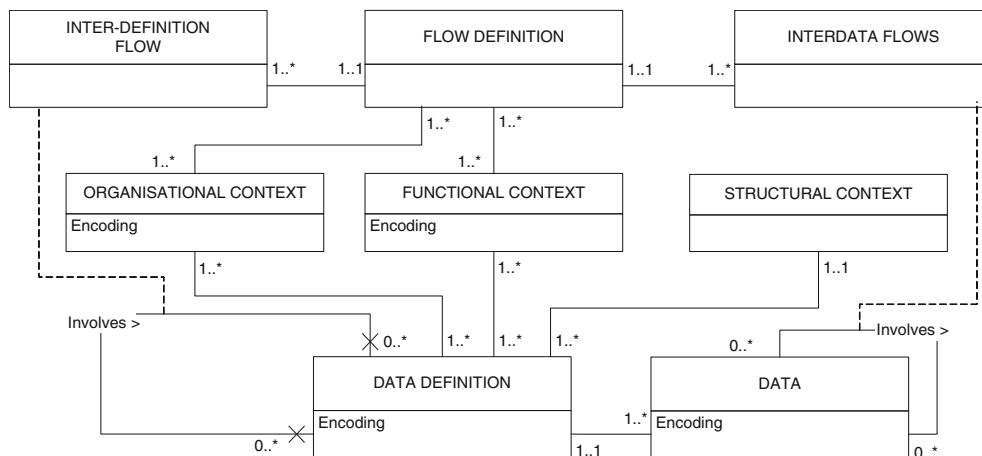 INTER-DEFINITION
FLOW
FLOW DEFINITION
INTERDATA FLOWS
1..*
1..1
1..1
1..*
1..*
1..*
1..*
1..*
ORGANISATIONAL CONTEXT
FUNCTIONAL CONTEXT
STRUCTURAL CONTEXT
Encoding
Encoding
1..*
1..*
1..1
Involves >
Involves >
0..*
1..*
1..*
1..*
0..*
DATA DEFINITION
DATA
Encoding
1..*
Encoding
0..*
1..1
0..*